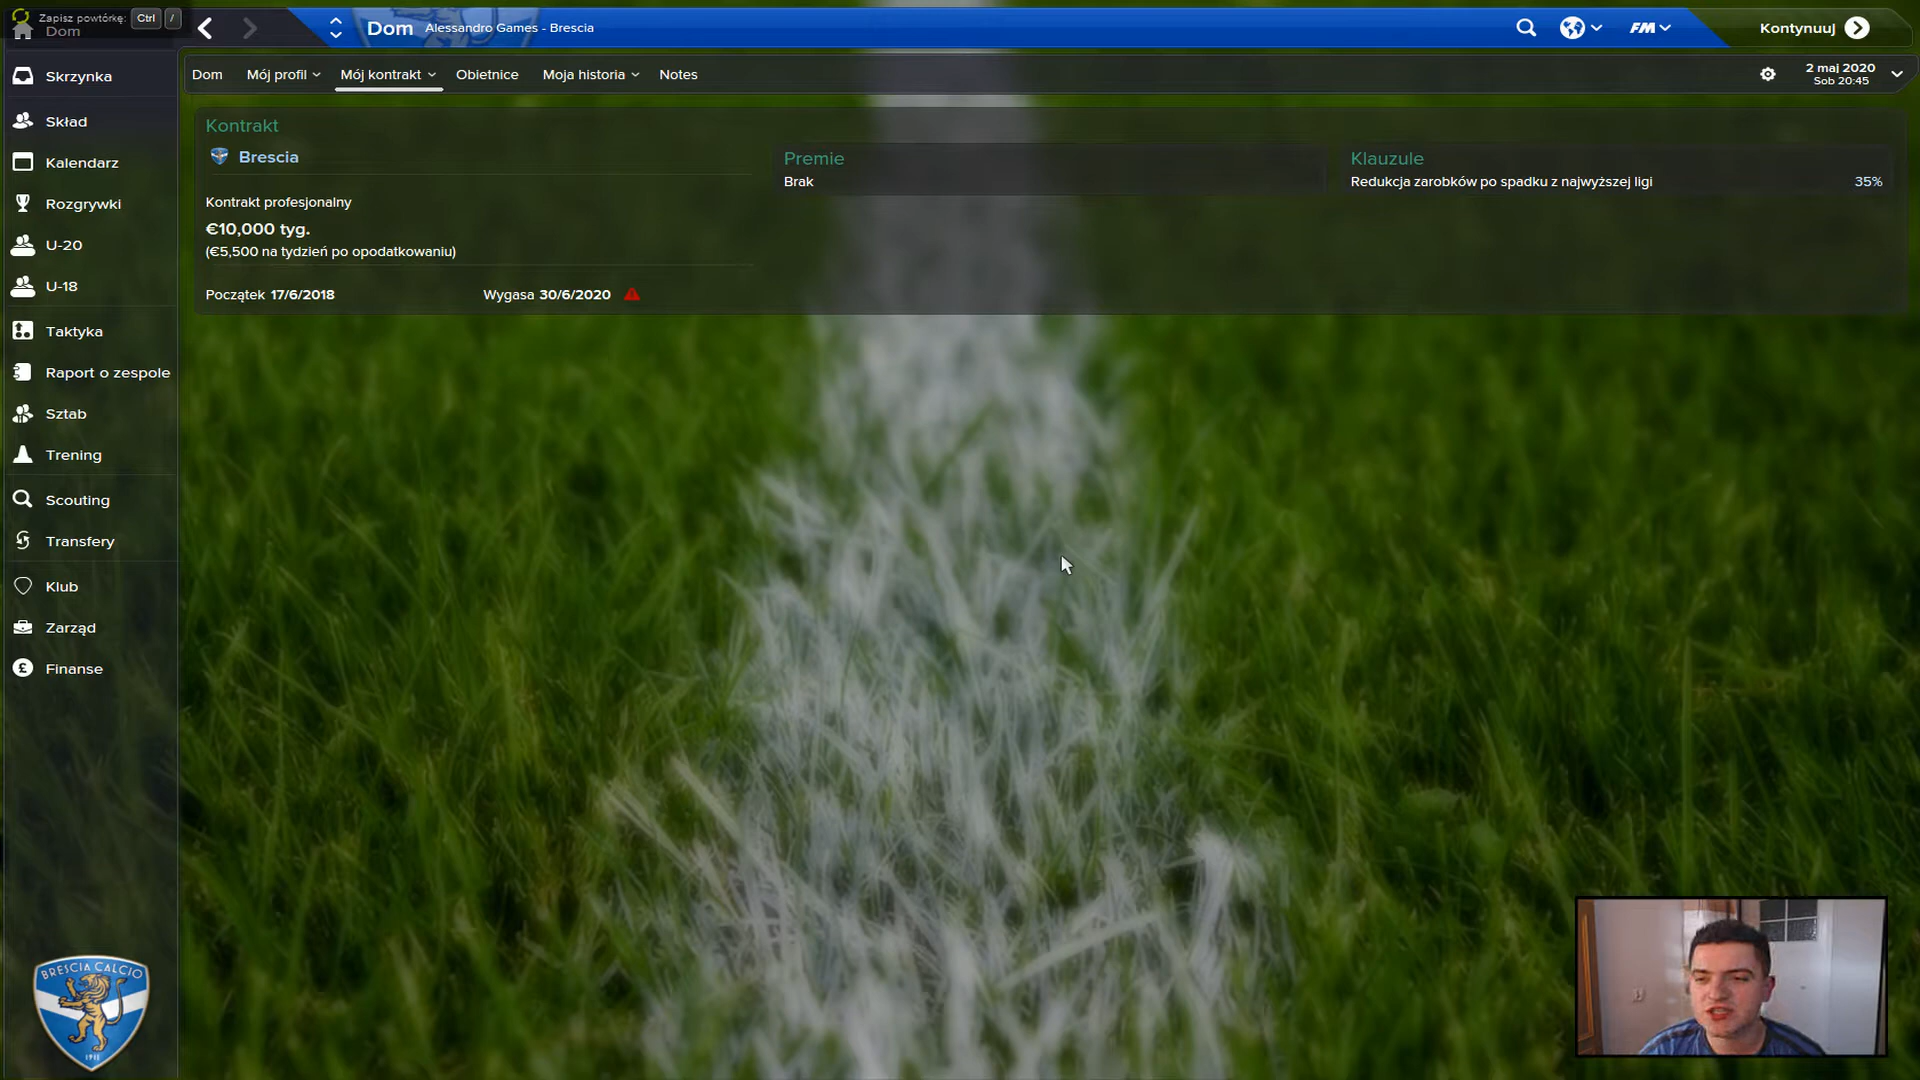 Zapisz powtórkę: Ctrl /
Dom
Dom Alessandro Games - Brescia
FM
Kontynuuj
Dom Mój profil Mój kontrakt Obietnice Moja historia Notes
2 maj 2020
Sob 20:45
Skrzynka
Skład
Kalendarz
Rozgrywki
U-20
U-18
Taktyka
Raport o zespole
Sztab
Trening
Scouting
Transfery
Klub
Zarząd
Finanse
Kontrakt
Brescia
Kontrakt profesjonalny
€10,000 tyg.
(€5,500 na tydzień po opodatkowaniu)
Początek 17/6/2018 Wygasa 30/6/2020
Premie
Brak
Klauzule
Redukcja zarobków po spadku z najwyższej ligi 35%
BRESCIA CALCIO
1911